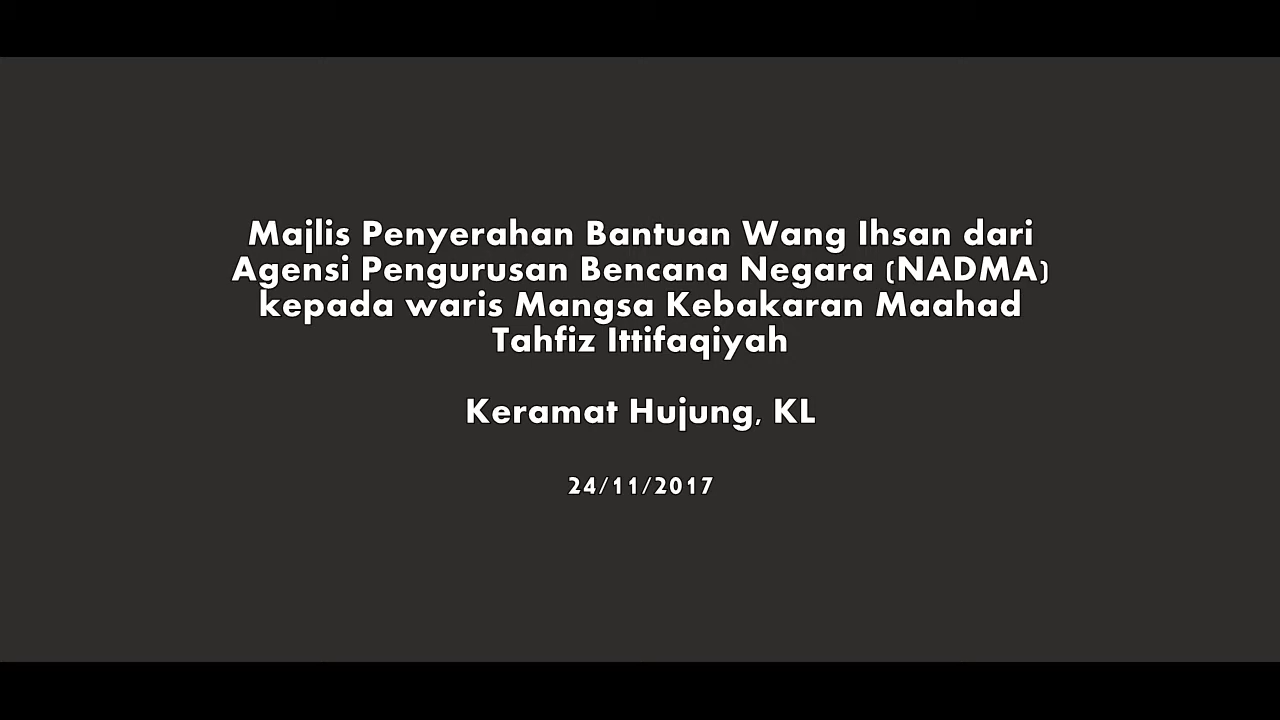 Majlis Penyerahan Bantuan Wang Ihsan dari
Agensi Pengurusan Bencana Negara (NADMA)
kepada waris Mangsa Kebakaran Maahad
Tahfiz Ittifaqiyah
Keramat Hujung, KL
24/11/2017